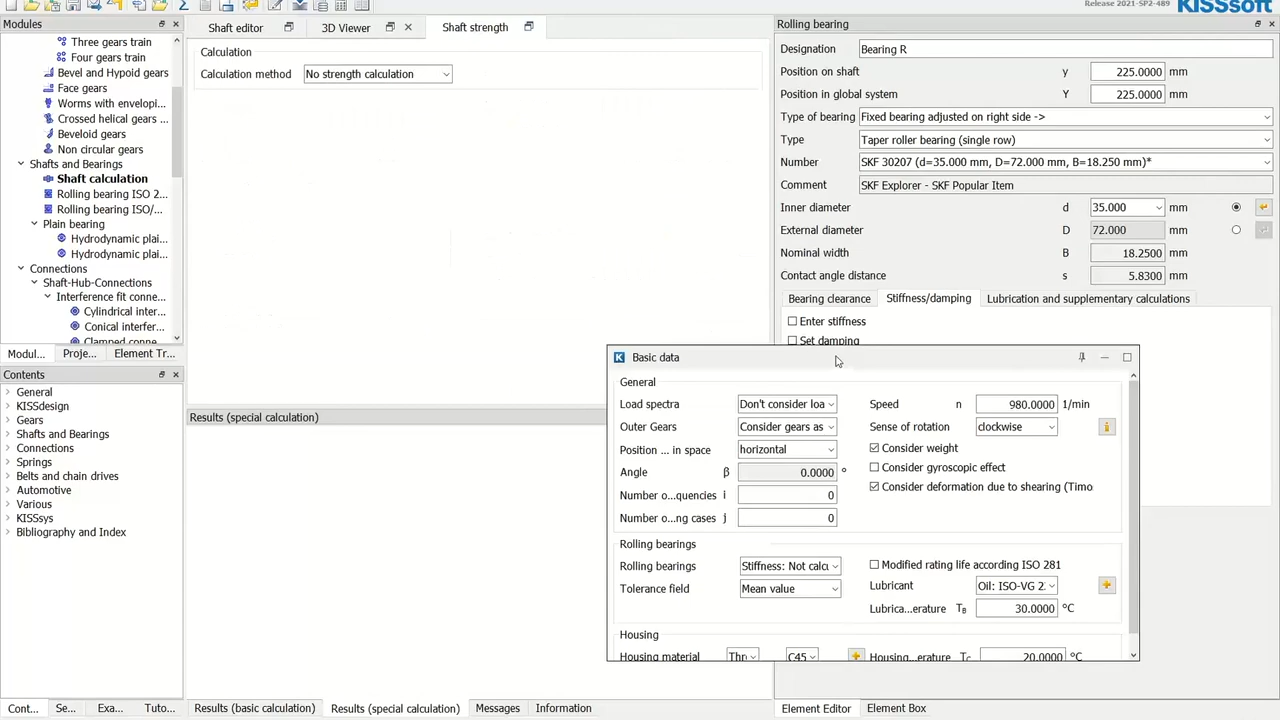 Release 2021-SP2-489
KISSsoft
Modules
Three gears train
Four gears train
Bevel and Hypoid gears
Face gears
Worms with envelopi...
Crossed helical gears ...
Beveloid gears
Non circular gears
Shafts and Bearings
Shaft calculation
Rolling bearing ISO 2...
Rolling bearing ISO/...
Plain bearing
Hydrodynamic plai...
Hydrodynamic plai...
Connections
Shaft-Hub-Connections
Interference fit conne...
Cylindrical inter...
Conical interfer...
Clamped connec...
Modul... Proje... Element Tr...
Contents
General
KISSdesign
Gears
Shafts and Bearings
Connections
Springs
Belts and chain drives
Automotive
Various
KISSsys
Bibliography and Index
Cont... Se... Exa... Tuto...
Shaft editor 3D Viewer Shaft strength
Calculation
Calculation method No strength calculation
Results (special calculation)
Results (basic calculation) Results (special calculation) Messages Information
Rolling bearing
Designation Bearing R
Position on shaft y 225.0000 mm
Position in global system Y 225.0000 mm
Type of bearing Fixed bearing adjusted on right side ->
Type Taper roller bearing (single row)
Number SKF 30207 (d=35.000 mm, D=72.000 mm, B=18.250 mm)*
Comment SKF Explorer - SKF Popular Item
Inner diameter d 35.000 mm
External diameter D 72.000 mm
Nominal width B 18.2500 mm
Contact angle distance s 5.8300 mm
Bearing clearance Stiffness/damping Lubrication and supplementary calculations
Enter stiffness
Set damping
Basic data
General
Load spectra Don't consider loa Speed n 980.0000 1/min
Outer Gears Consider gears as Sense of rotation clockwise
Position ... in space horizontal Consider weight
Angle β 0.0000 ° Consider gyroscopic effect
Number o...quencies i 0 Consider deformation due to shearing (Timo
Number o...ng cases j 0
Rolling bearings
Rolling bearings Stiffness: Not calcu Modified rating life according ISO 281
Tolerance field Mean value Lubricant Oil: ISO-VG 2
Lubrica...erature TB 30.0000 °C
Housing
Housing material Thr C45 Housing...erature TC 20.0000 °C
Element Editor Element Box